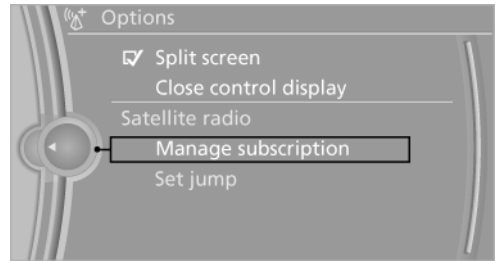 Options
Split screen
Close control display
Satellite radio
Manage subscription
Set jump